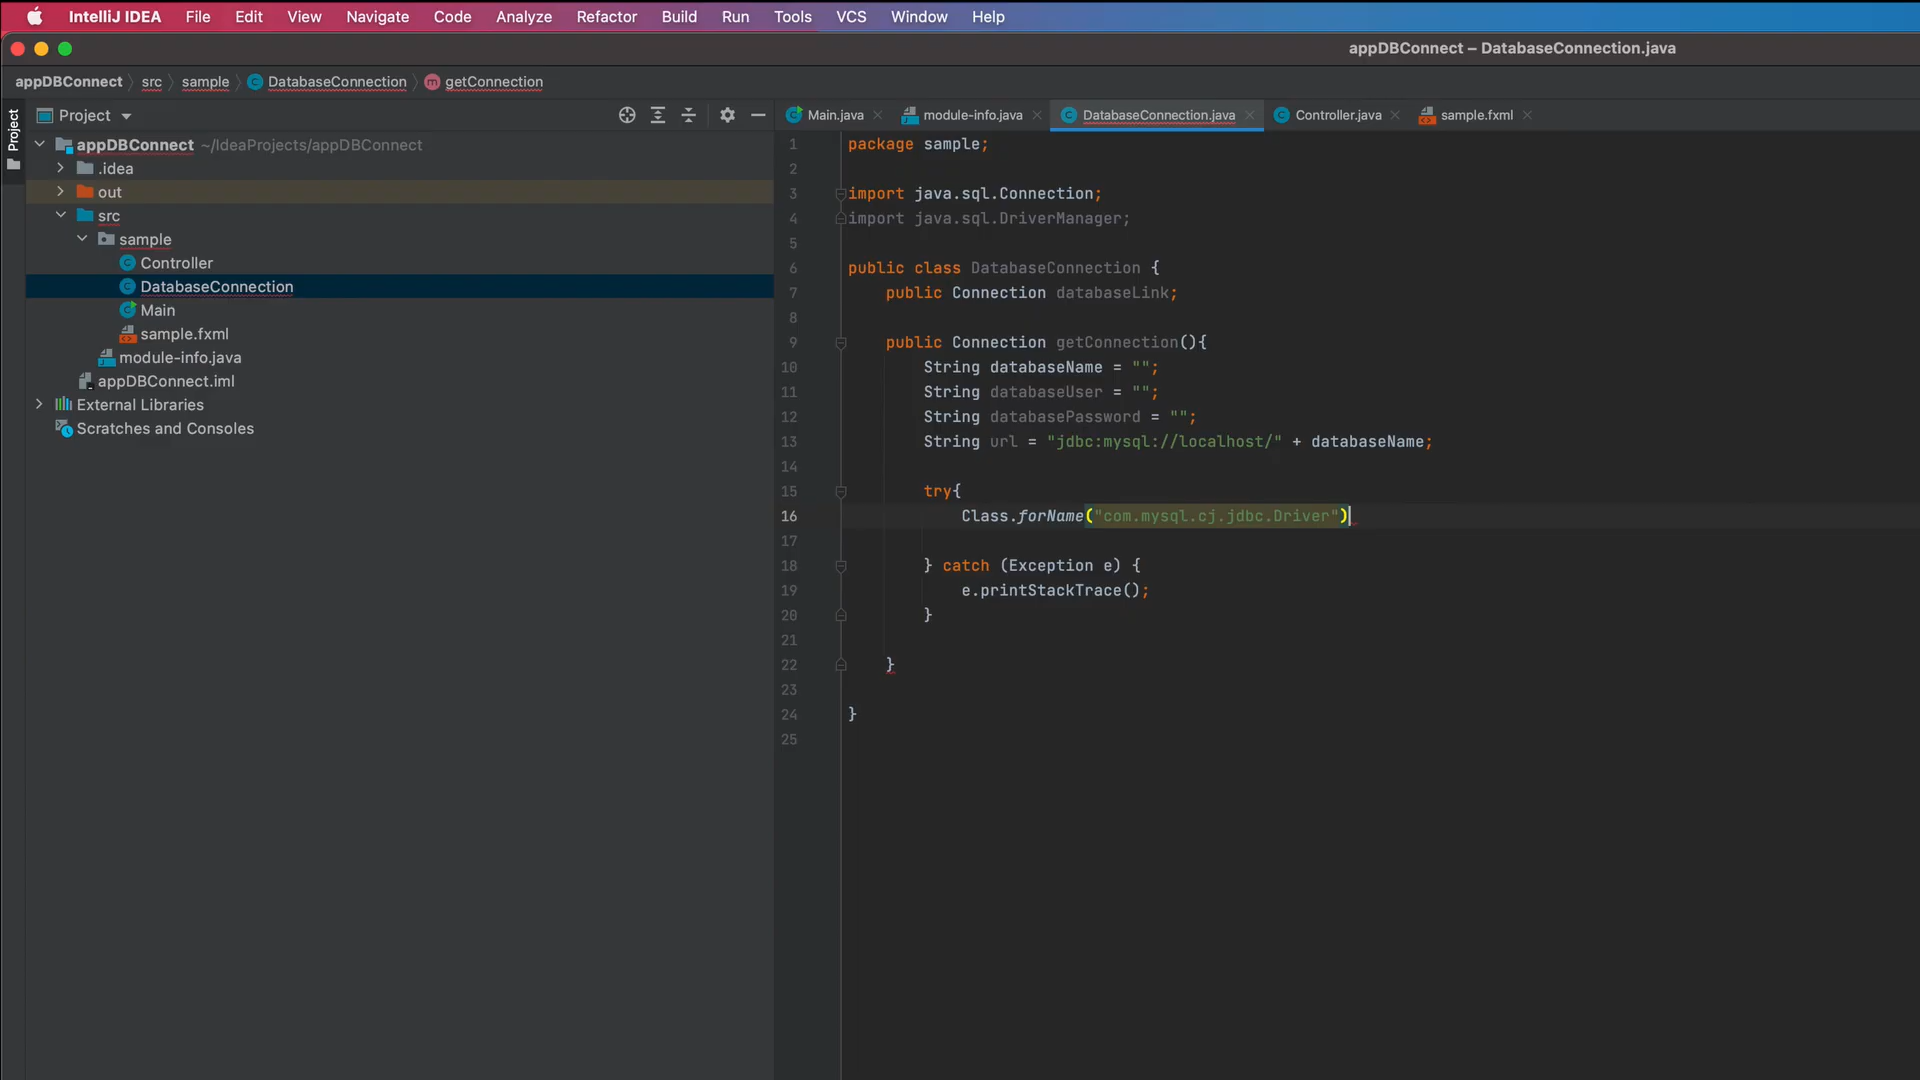 IntelliJ IDEA File Edit View Navigate Code Analyze Refactor Build Run Tools VCS Window Help
appDBConnect – DatabaseConnection.java
appDBConnect src sample DatabaseConnection getConnection
Project
Project
Main.java module-info.java DatabaseConnection.java Controller.java sample.fxml
appDBConnect ~/IdeaProjects/appDBConnect
.idea
out
src
sample
Controller
DatabaseConnection
Main
sample.fxml
module-info.java
appDBConnect.iml
External Libraries
Scratches and Consoles
1 package sample;
2
3 import java.sql.Connection;
4 import java.sql.DriverManager;
5
6 public class DatabaseConnection {
7 public Connection databaseLink;
8
9 public Connection getConnection(){
10 String databaseName = "";
11 String databaseUser = "";
12 String databasePassword = "";
13 String url = "jdbc:mysql://localhost/" + databaseName;
14
15 try{
16 Class.forName("com.mysql.cj.jdbc.Driver")
17
18 } catch (Exception e) {
19 e.printStackTrace();
20 }
21
22 }
23
24 }
25